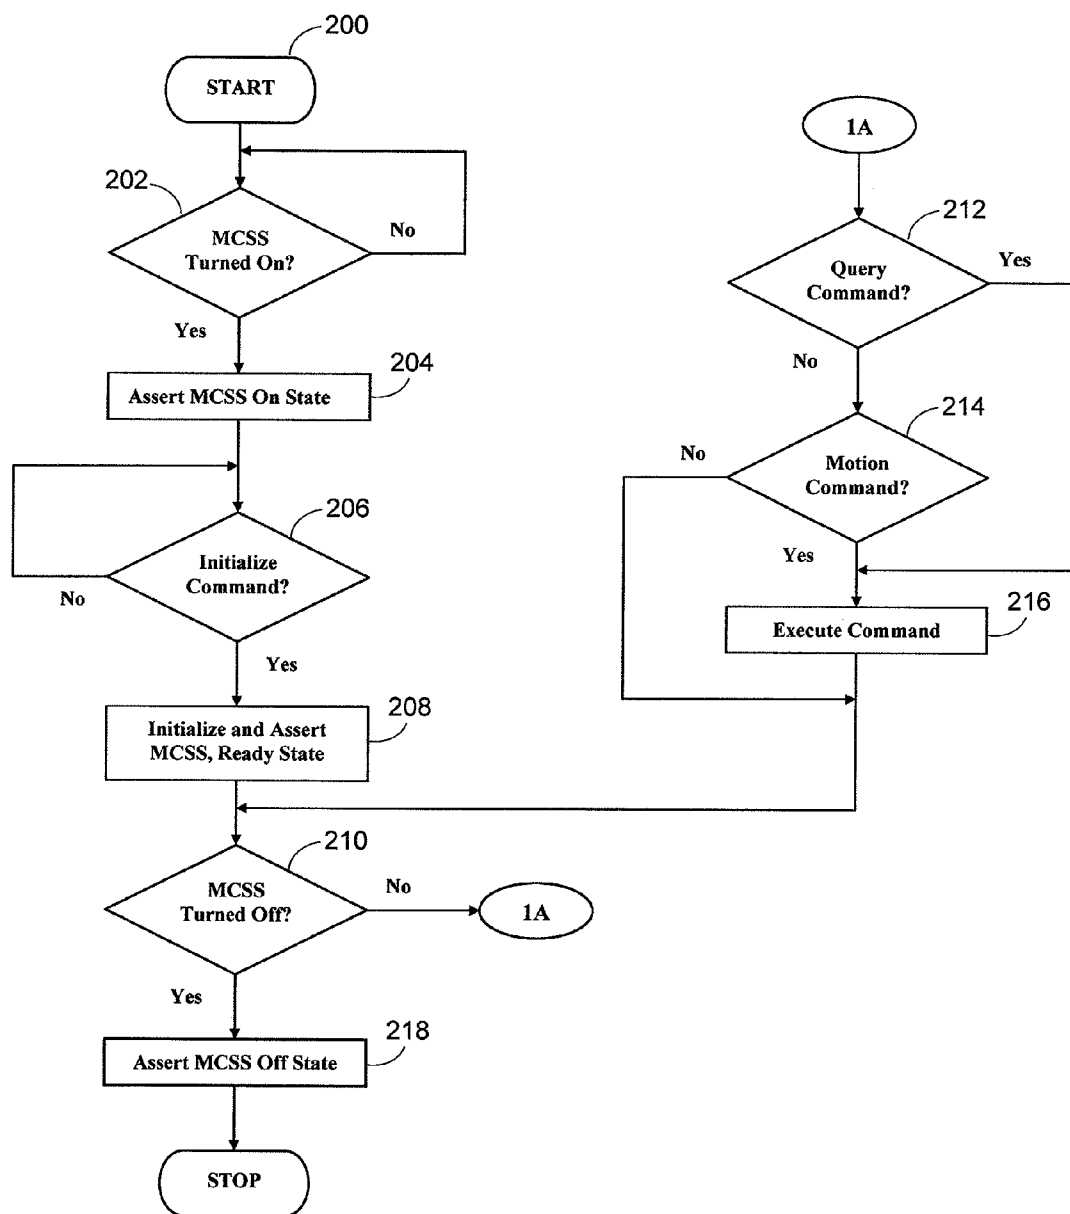 200
START
202
MCSS
Turned On?
No
Yes
204
Assert MCSS On State
206
Initialize
Command?
No
Yes
208
Initialize and Assert
MCSS, Ready State
210
MCSS
Turned Off?
No
1A
Yes
218
Assert MCSS Off State
STOP
1A
212
Query
Command?
Yes
No
214
Motion
Command?
No
Yes
216
Execute Command